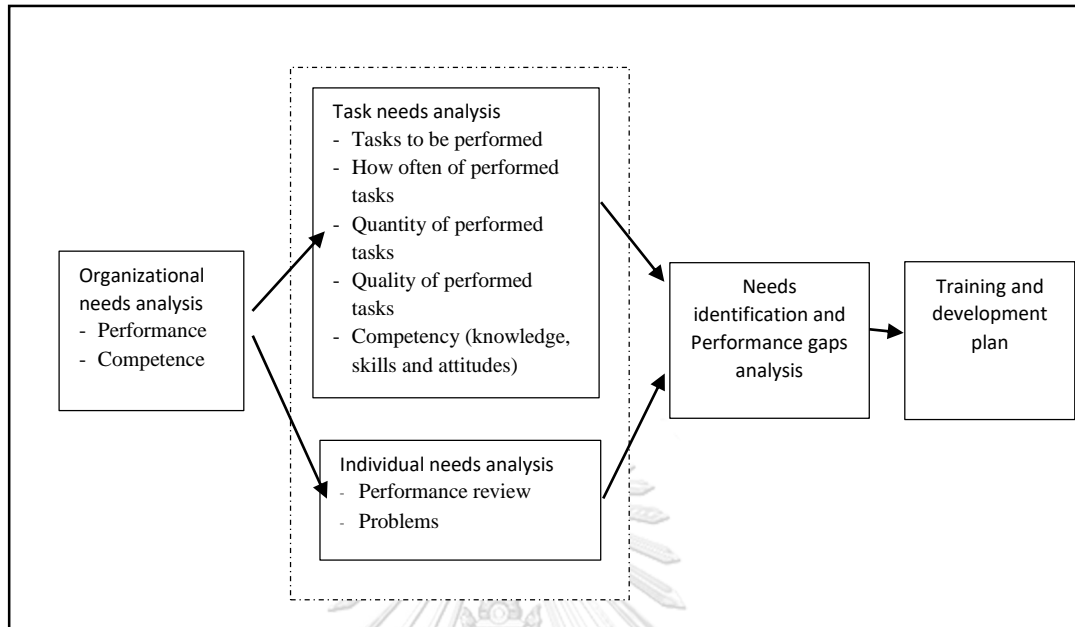 Organizational
needs analysis
- Performance
- Competence
Task needs analysis
- Tasks to be performed
- How often of performed
tasks
- Quantity of performed
tasks
- Quality of performed
tasks
- Competency (knowledge,
skills and attitudes)
Individual needs analysis
- Performance review
- Problems
Needs
identification and
Performance gaps
analysis
Training and
development
plan